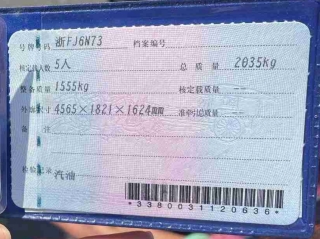 号牌号码 浙FJ6N73 档案编号
核定载人数 5人 总质量 2035kg
整备质量 1555kg 核定载质量 --
外廓尺寸 4565×1821×1624mm 准牵引总质量 --
备注
检验记录 汽油
*3380031120636*